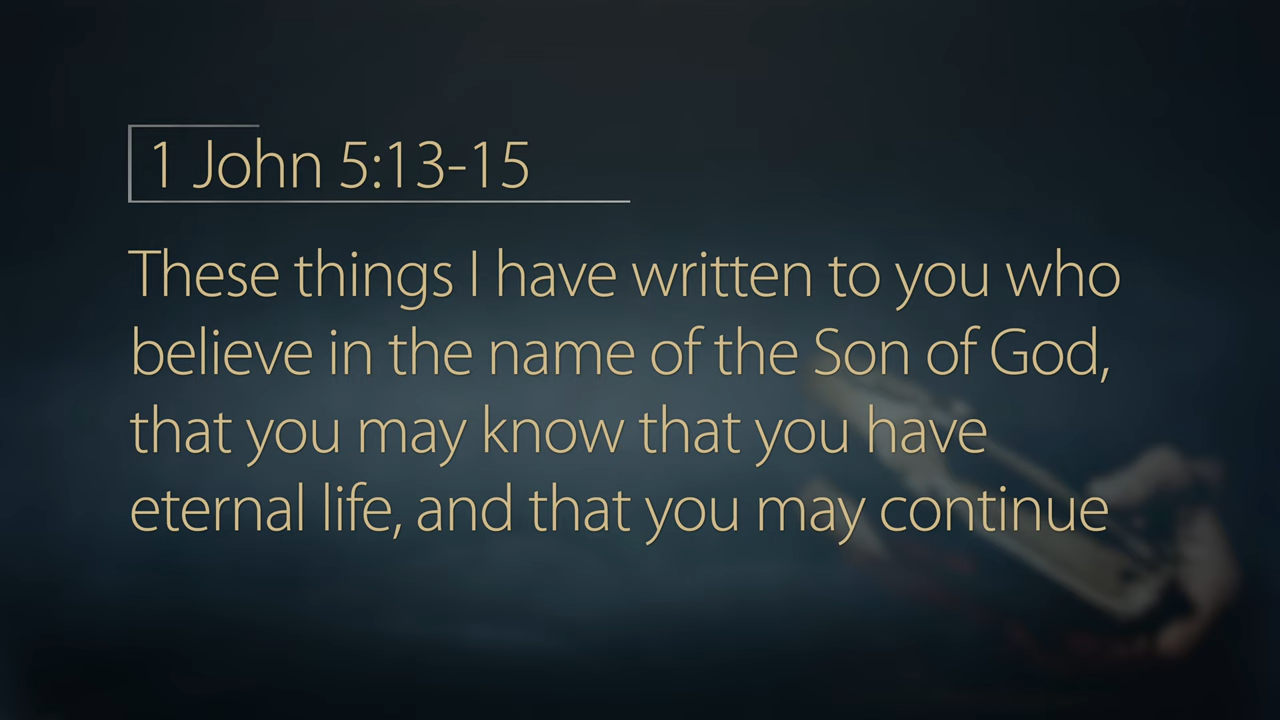 1 John 5:13-15
These things I have written to you who
believe in the name of the Son of God,
that you may know that you have
eternal life, and that you may continue